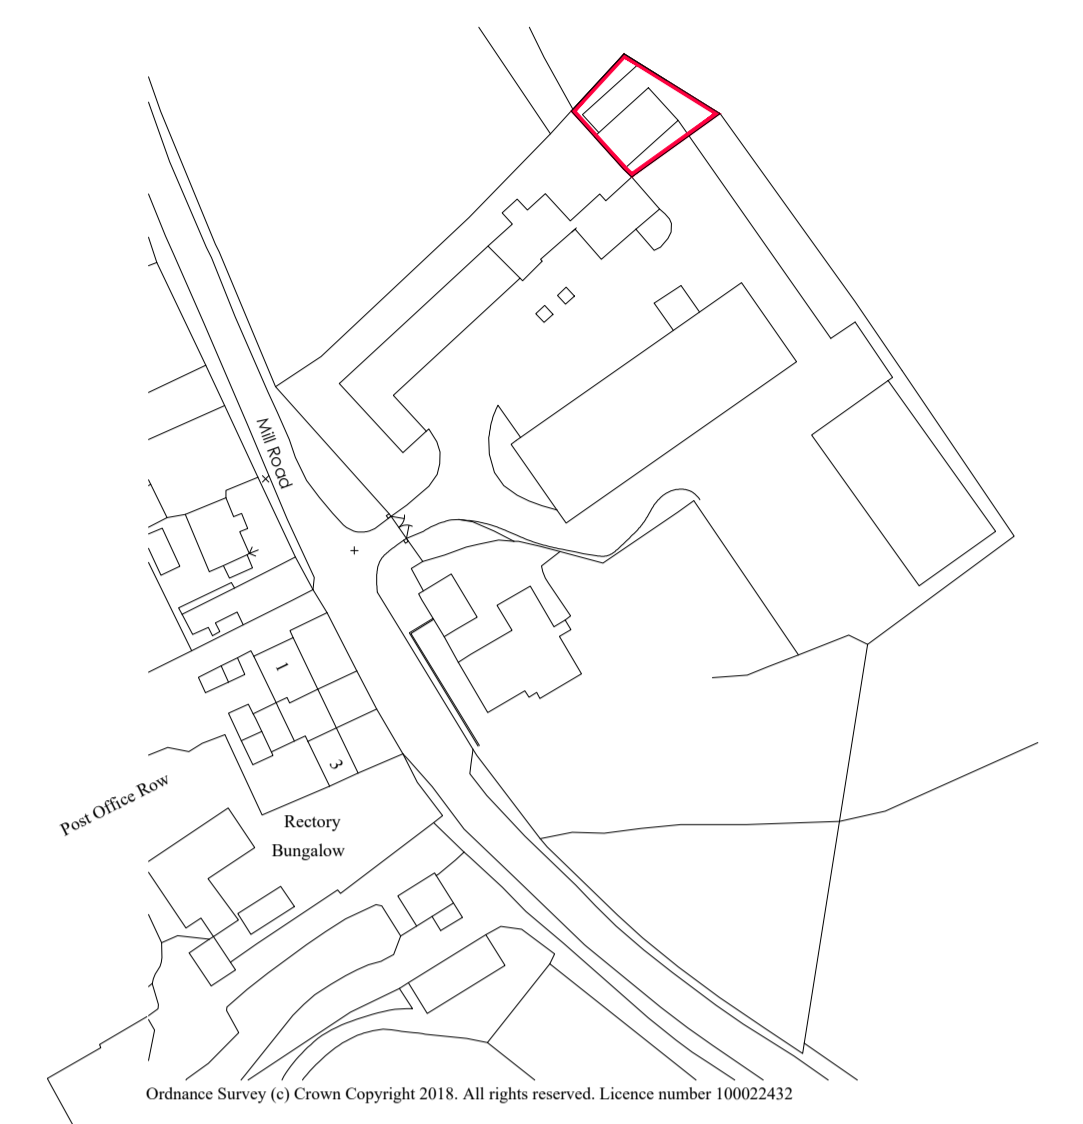 Mill Road
1
3
Post Office Row
Rectory
Bungalow
Ordnance Survey (c) Crown Copyright 2018. All rights reserved. Licence number 100022432